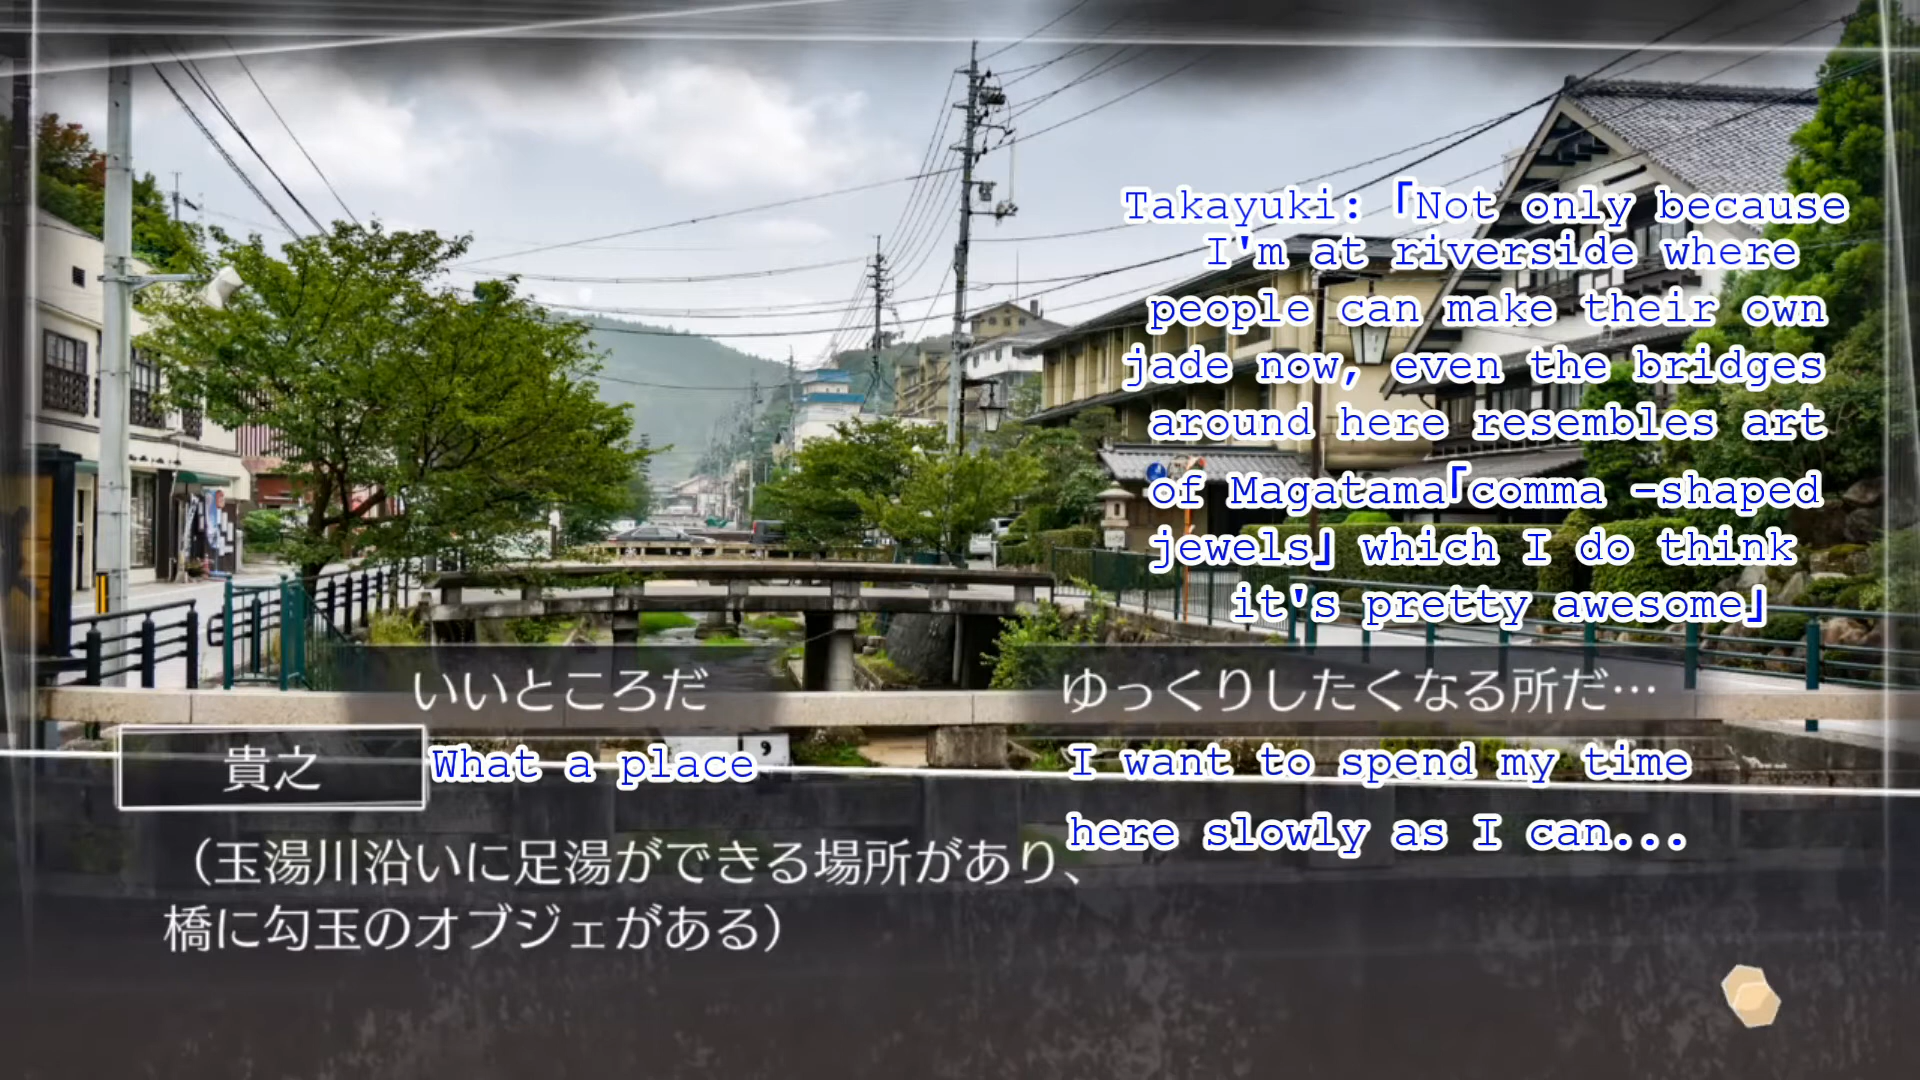 Takayuki:「Not only because
I'm at riverside where
people can make their own
jade now, even the bridges
around here resembles art
of Magatama「comma -shaped
jewels」 which I do think
it's pretty awesome」
いいところだ
ゆっくりしたくなる所だ…
貴之
What a place
I want to spend my time
here slowly as I can...
（玉湯川沿いに足湯ができる場所があり、
橋に勾玉のオブジェがある）